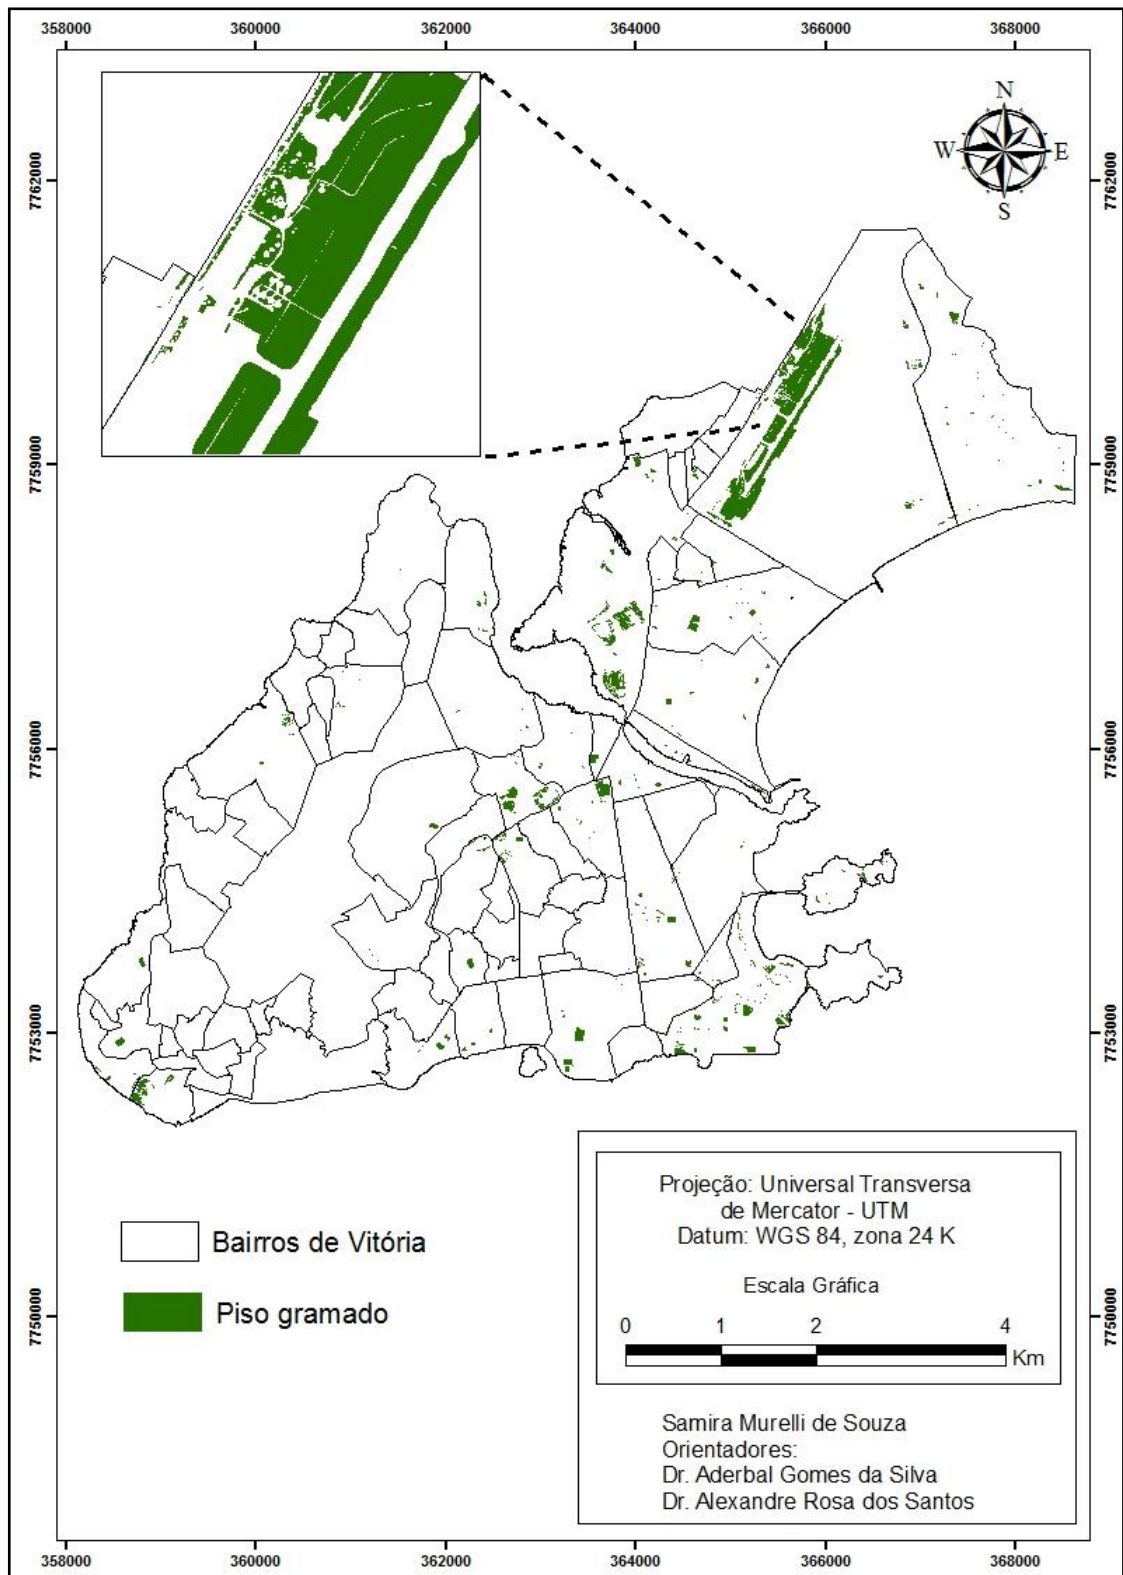 358000 360000 362000 364000 366000 368000
N
W E
S
7762000 7762000
7759000 7759000
7756000 7756000
7753000 7753000
Projeção: Universal Transversa
de Mercator - UTM
Datum: WGS 84, zona 24 K
Bairros de Vitória
Escala Gráfica
Piso gramado
7750000 7750000
0 1 2 4
Km
Samira Murelli de Souza
Orientadores:
Dr. Aderbal Gomes da Silva
Dr. Alexandre Rosa dos Santos
358000 360000 362000 364000 366000 368000